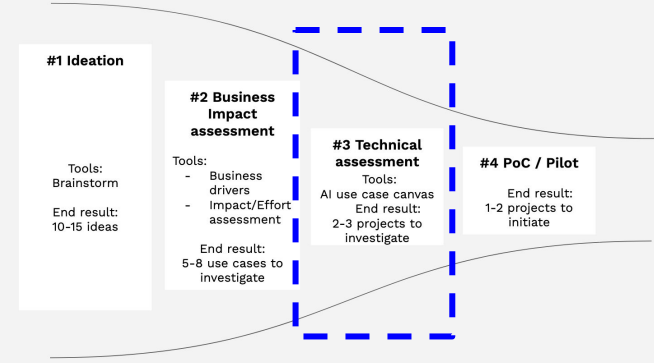 #1 Ideation
Tools:
Brainstorm
End result:
10-15 ideas
#2 Business
Impact
assessment
Tools:
- Business
drivers
- Impact/Effort
assessment
End result:
5-8 use cases to
investigate
#3 Technical
assessment
Tools:
AI use case canvas
End result:
2-3 projects to
investigate
#4 PoC / Pilot
End result:
1-2 projects to
initiate